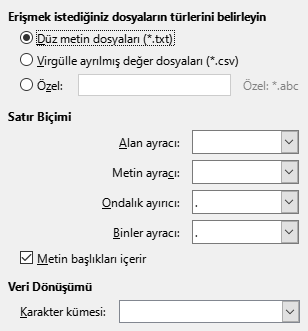 Erişmek istediğiniz dosyaların türlerini belirleyin
Düz metin dosyaları (*.txt)
Virgülle ayrılmış değer dosyaları (*.csv)
Özel: Özel: *.abc
Satır Biçimi
Alan ayracı:
Metin ayracı:
Ondalık ayırıcı: .
Binler ayracı: .
Metin başlıkları içerir
Veri Dönüşümü
Karakter kümesi: